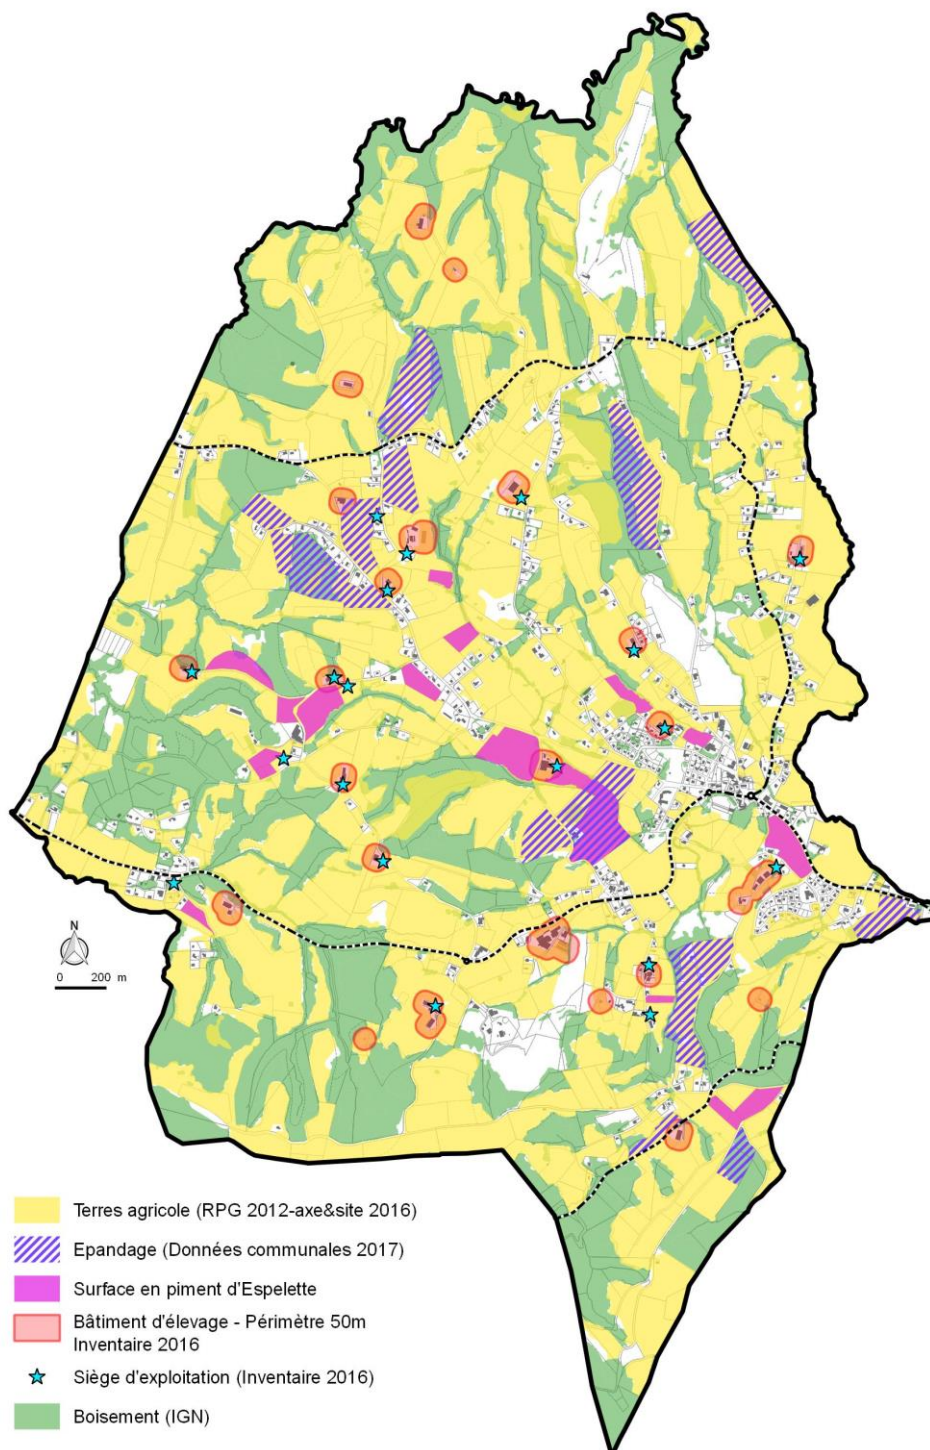 N
0 200 m
Terres agricole (RPG 2012-axe&site 2016)
Epandage (Données communales 2017)
Surface en piment d'Espelette
Bâtiment d'élevage - Périmètre 50m
Inventaire 2016
Siège d'exploitation (Inventaire 2016)
Boisement (IGN)